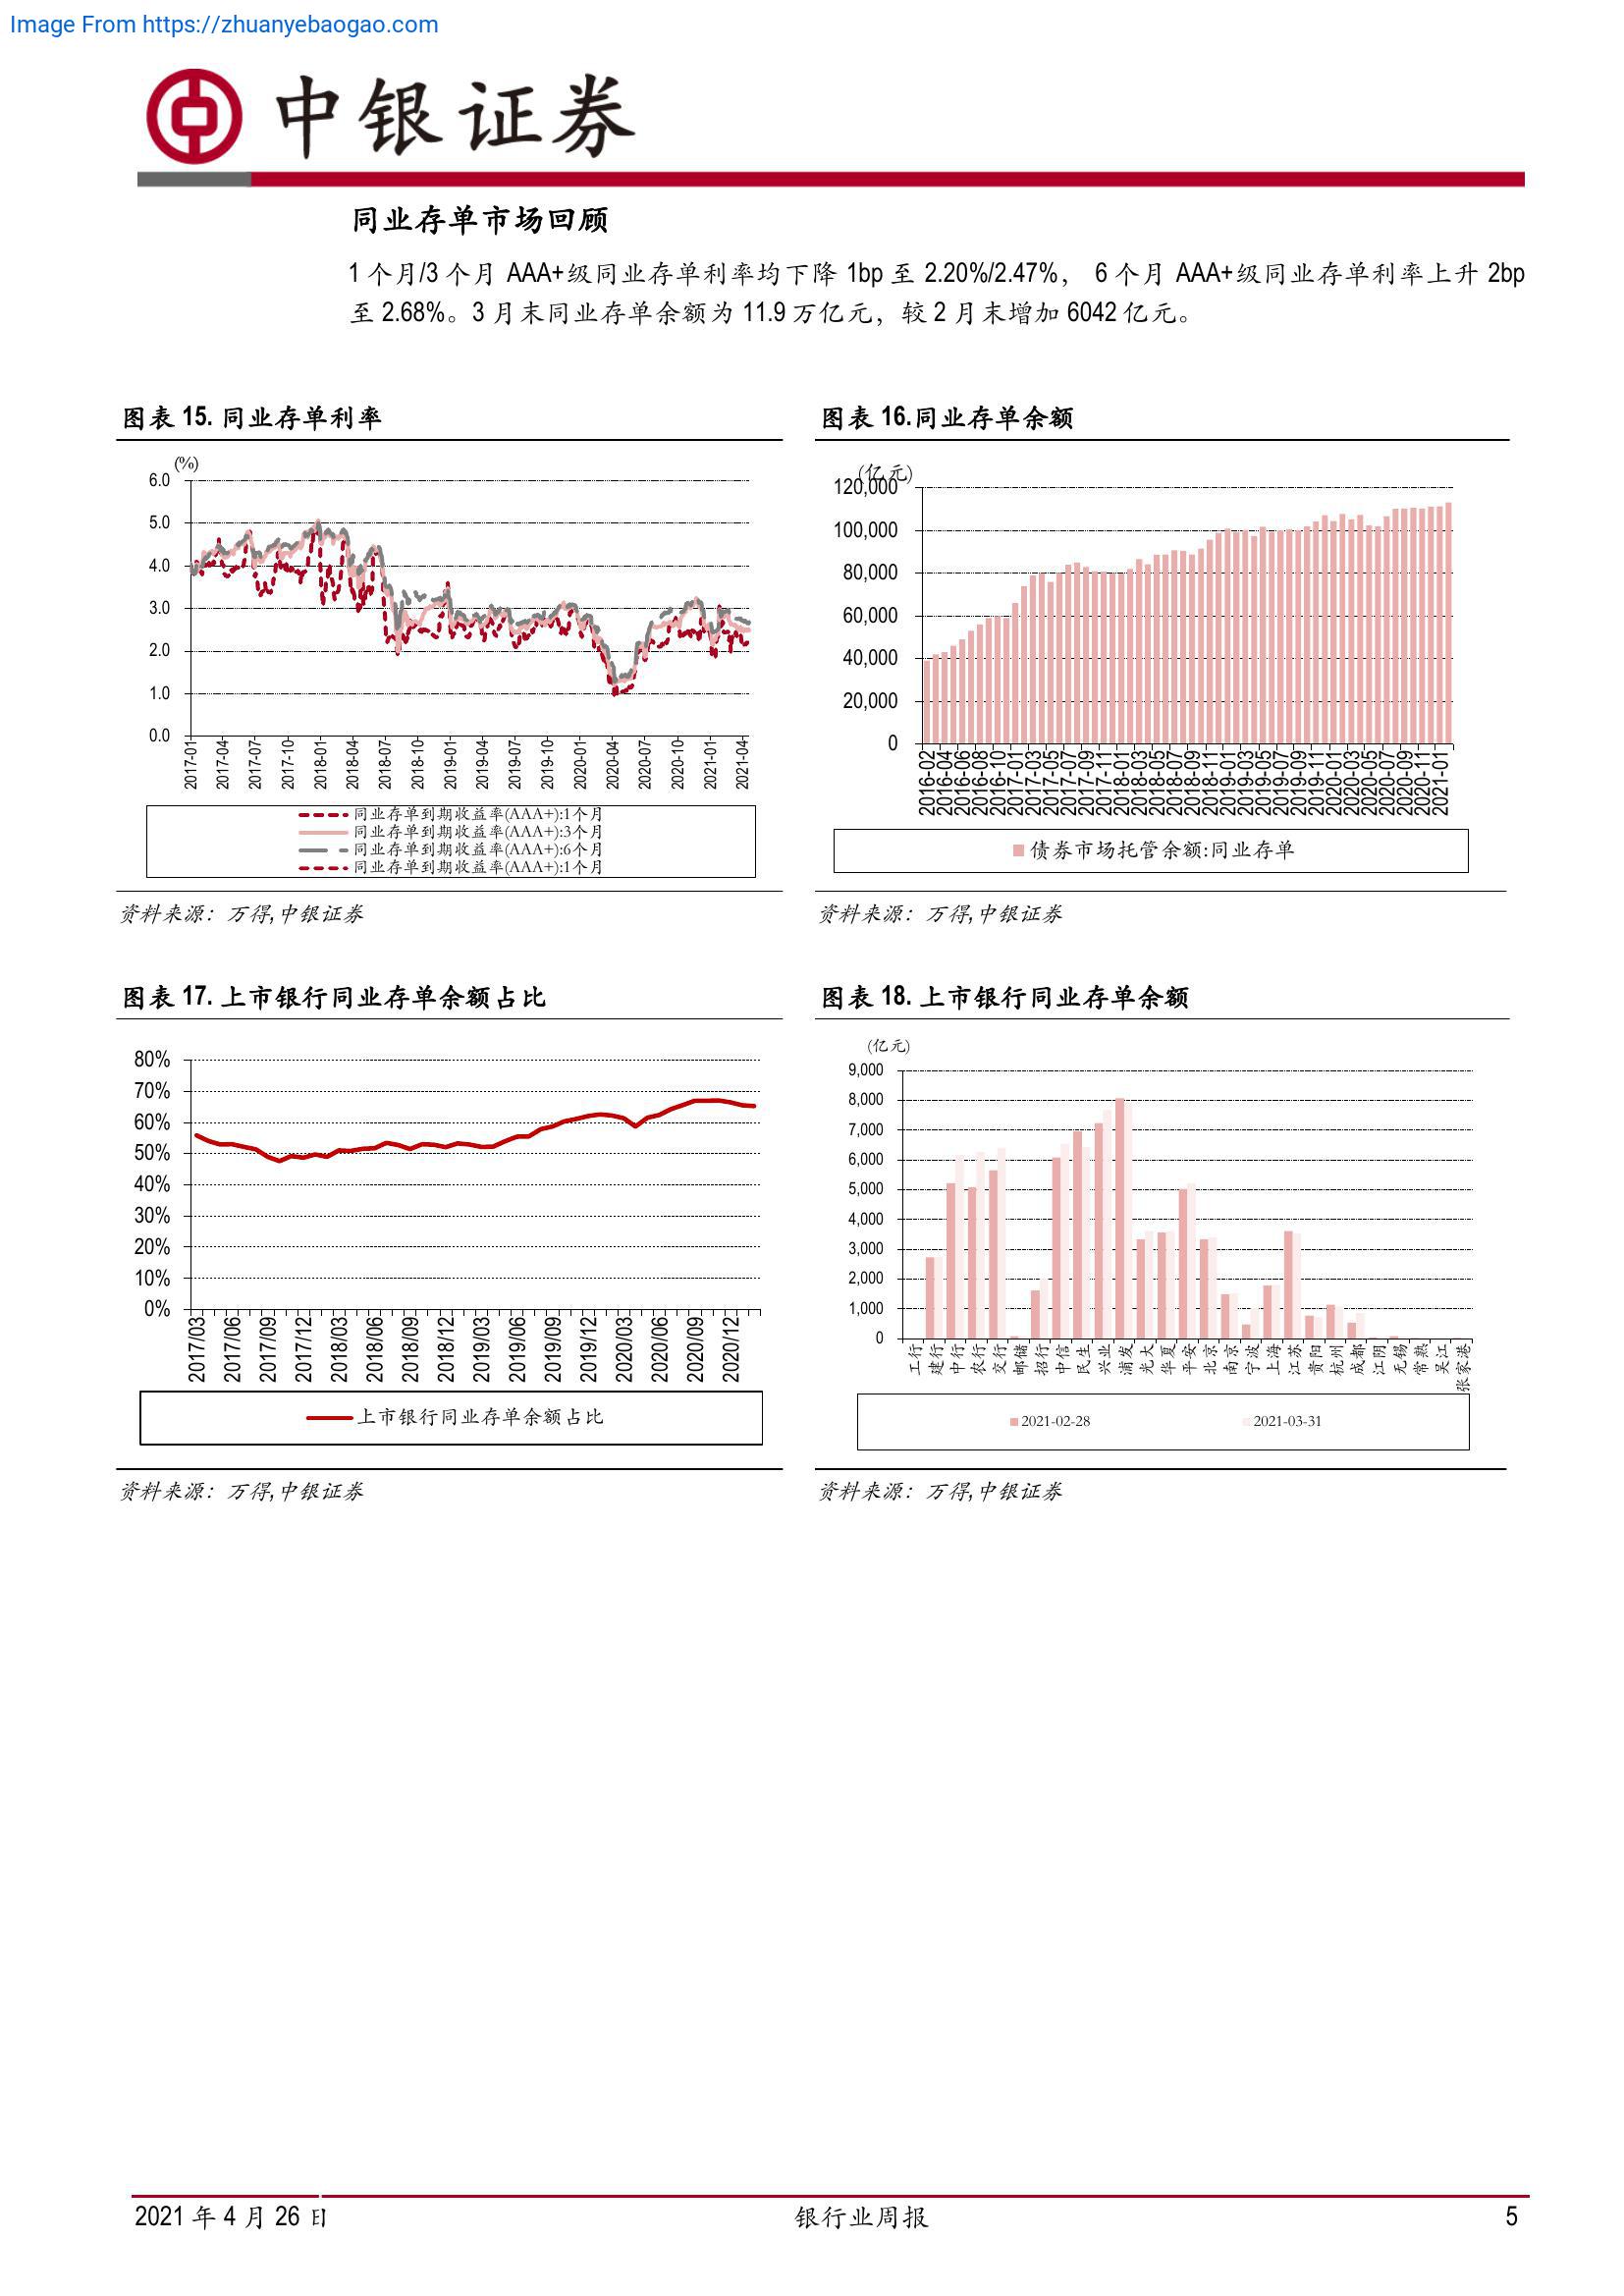 Image From https://zhuanyebaogao.com
中银证券
同业存单市场回顾
1 个月/3 个月 AAA+级同业存单利率均下降 1bp 至 2.20%/2.47%， 6 个月 AAA+级同业存单利率上升 2bp
至 2.68%。3 月末同业存单余额为 11.9 万亿元，较 2 月末增加 6042 亿元。
图表 15. 同业存单利率
(%)
6.0
5.0
4.0
3.0
2.0
1.0
0.0
2017-01
2017-04
2017-07
2017-10
2018-01
2018-04
2018-07
2018-10
2019-01
2019-04
2019-07
2019-10
2020-01
2020-04
2020-07
2020-10
2021-01
2021-04
同业存单到期收益率(AAA+):1个月
同业存单到期收益率(AAA+):3个月
同业存单到期收益率(AAA+):6个月
同业存单到期收益率(AAA+):1个月
资料来源：万得,中银证券
图表 16.同业存单余额
(亿元)
120,000
100,000
80,000
60,000
40,000
20,000
0
2016-02
2016-04
2016-06
2016-08
2016-10
2017-01
2017-03
2017-05
2017-07
2017-09
2017-11
2018-01
2018-03
2018-05
2018-07
2018-09
2018-11
2019-01
2019-03
2019-05
2019-07
2019-09
2019-11
2020-01
2020-03
2020-05
2020-07
2020-09
2020-11
2021-01
债券市场托管余额:同业存单
资料来源：万得,中银证券
图表 17. 上市银行同业存单余额占比
80%
70%
60%
50%
40%
30%
20%
10%
0%
2017/03
2017/06
2017/09
2017/12
2018/03
2018/06
2018/09
2018/12
2019/03
2019/06
2019/09
2019/12
2020/03
2020/06
2020/09
2020/12
上市银行同业存单余额占比
资料来源：万得,中银证券
图表 18. 上市银行同业存单余额
(亿元)
9,000
8,000
7,000
6,000
5,000
4,000
3,000
2,000
1,000
0
工行
建行
中行
农行
交行
邮储
招行
中信
民生
兴业
浦发
光大
华夏
平安
北京
南京
宁波
上海
江苏
贵阳
杭州
成都
江阴
无锡
常熟
吴江
张家港
2021-02-28
2021-03-31
资料来源：万得,中银证券
2021 年 4 月 26 日
银行业周报
5